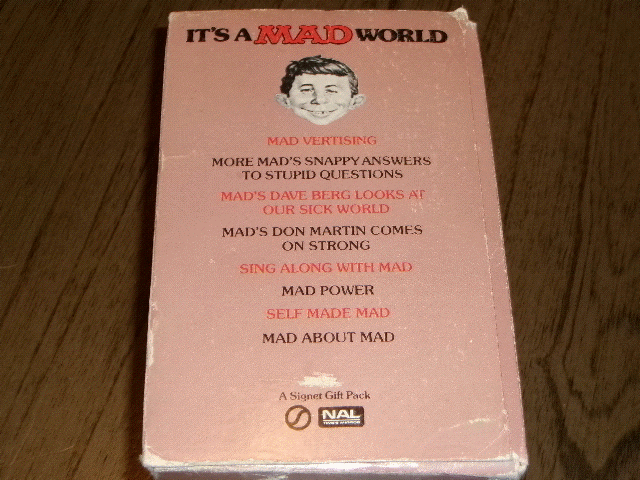 IT'S A MAD WORLD
MAD VERTISING
MORE MAD'S SNAPPY ANSWERS
TO STUPID QUESTIONS
MAD'S DAVE BERG LOOKS AT
OUR SICK WORLD
MAD'S DON MARTIN COMES
ON STRONG
SING ALONG WITH MAD
MAD POWER
SELF MADE MAD
MAD ABOUT MAD
A Signet Gift Pack
NAL
TIMES MIRROR